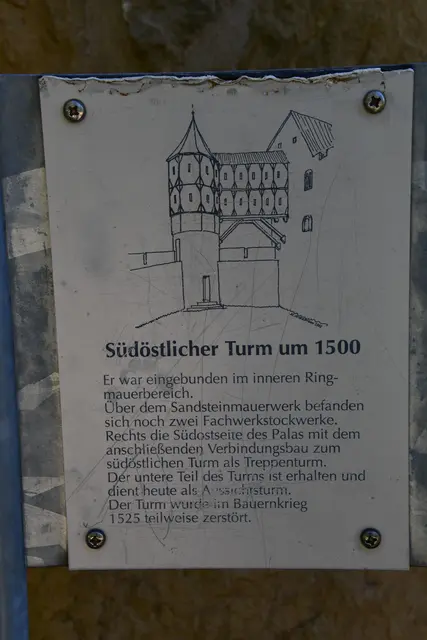 Südöstlicher Turm um 1500
Er war eingebunden im inneren Ring-
mauerbereich.
Über dem Sandsteinmauerwerk befanden
sich noch zwei Fachwerkstockwerke.
Rechts die Südostseite des Palas mit dem
anschließenden Verbindungsbau zum
südöstlichen Turm als Treppenturm.
Der untere Teil des Turms ist erhalten und
dient heute als Aussichtsturm.
Der Turm wurde im Bauernkrieg
1525 teilweise zerstört.